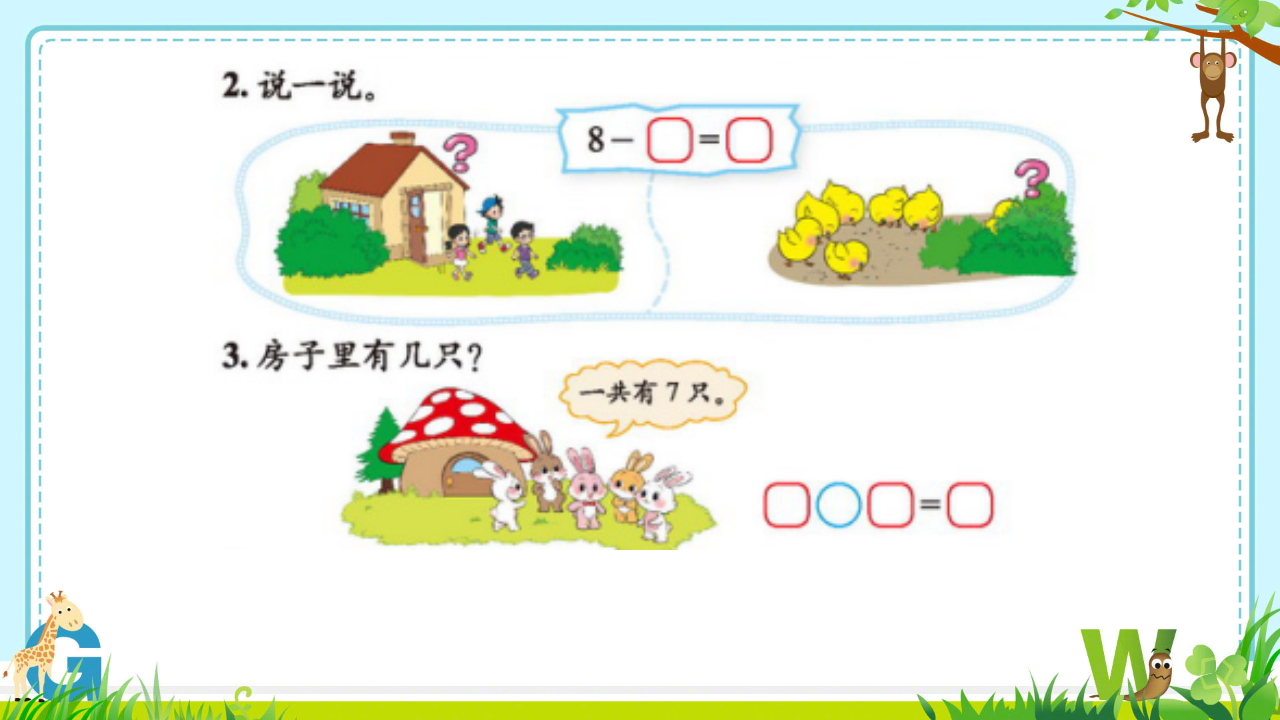 2. 说一说。
8－□＝□
?
?
3. 房子里有几只?
一共有 7 只。
□○□＝□
G
W